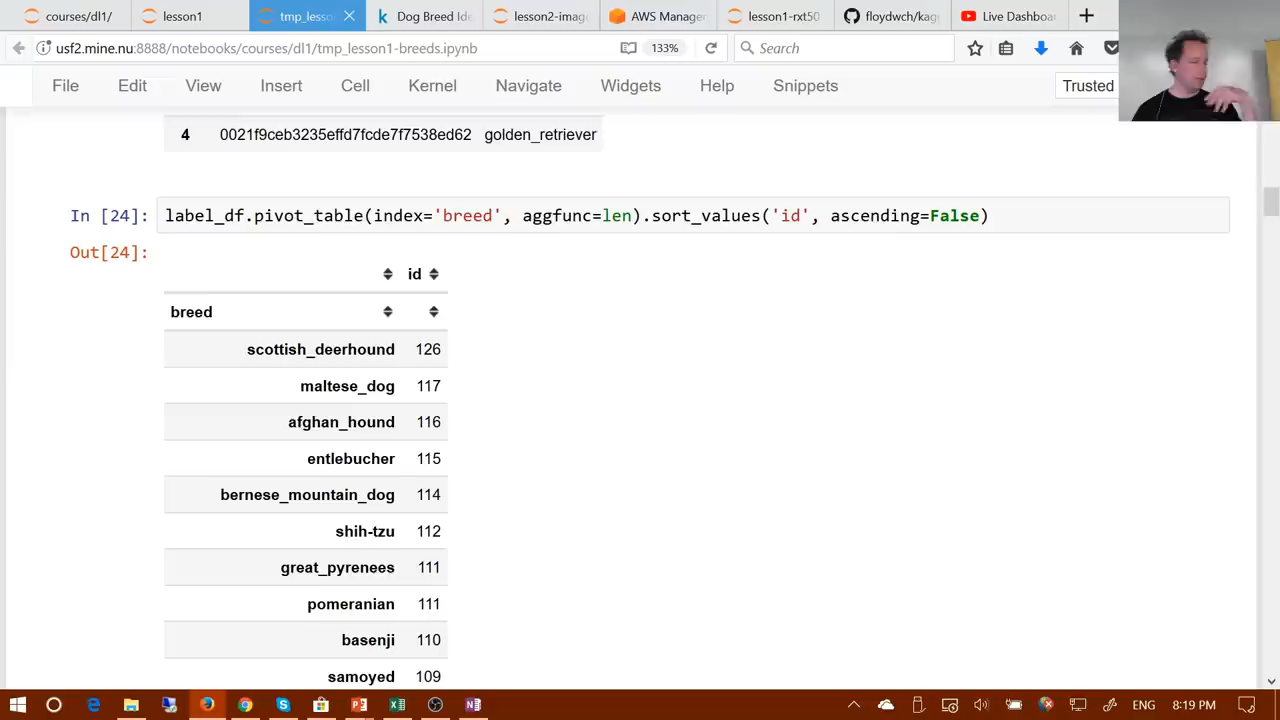 courses/dl1/ lesson1 tmp_lesso Dog Breed Ide lesson2-image AWS Manager lesson1-rxt50 floydwch/kag Live Dashboa
usf2.mine.nu:8888/notebooks/courses/dl1/tmp_lesson1-breeds.ipynb 133% Search
File Edit View Insert Cell Kernel Navigate Widgets Help Snippets Trusted
4 0021f9ceb3235effd7fcde7f7538ed62 golden_retriever
In [24]: label_df.pivot_table(index='breed', aggfunc=len).sort_values('id', ascending=False)
Out[24]:
id
breed
scottish_deerhound 126
maltese_dog 117
afghan_hound 116
entlebucher 115
bernese_mountain_dog 114
shih-tzu 112
great_pyrenees 111
pomeranian 111
basenji 110
samoyed 109
ENG 8:19 PM